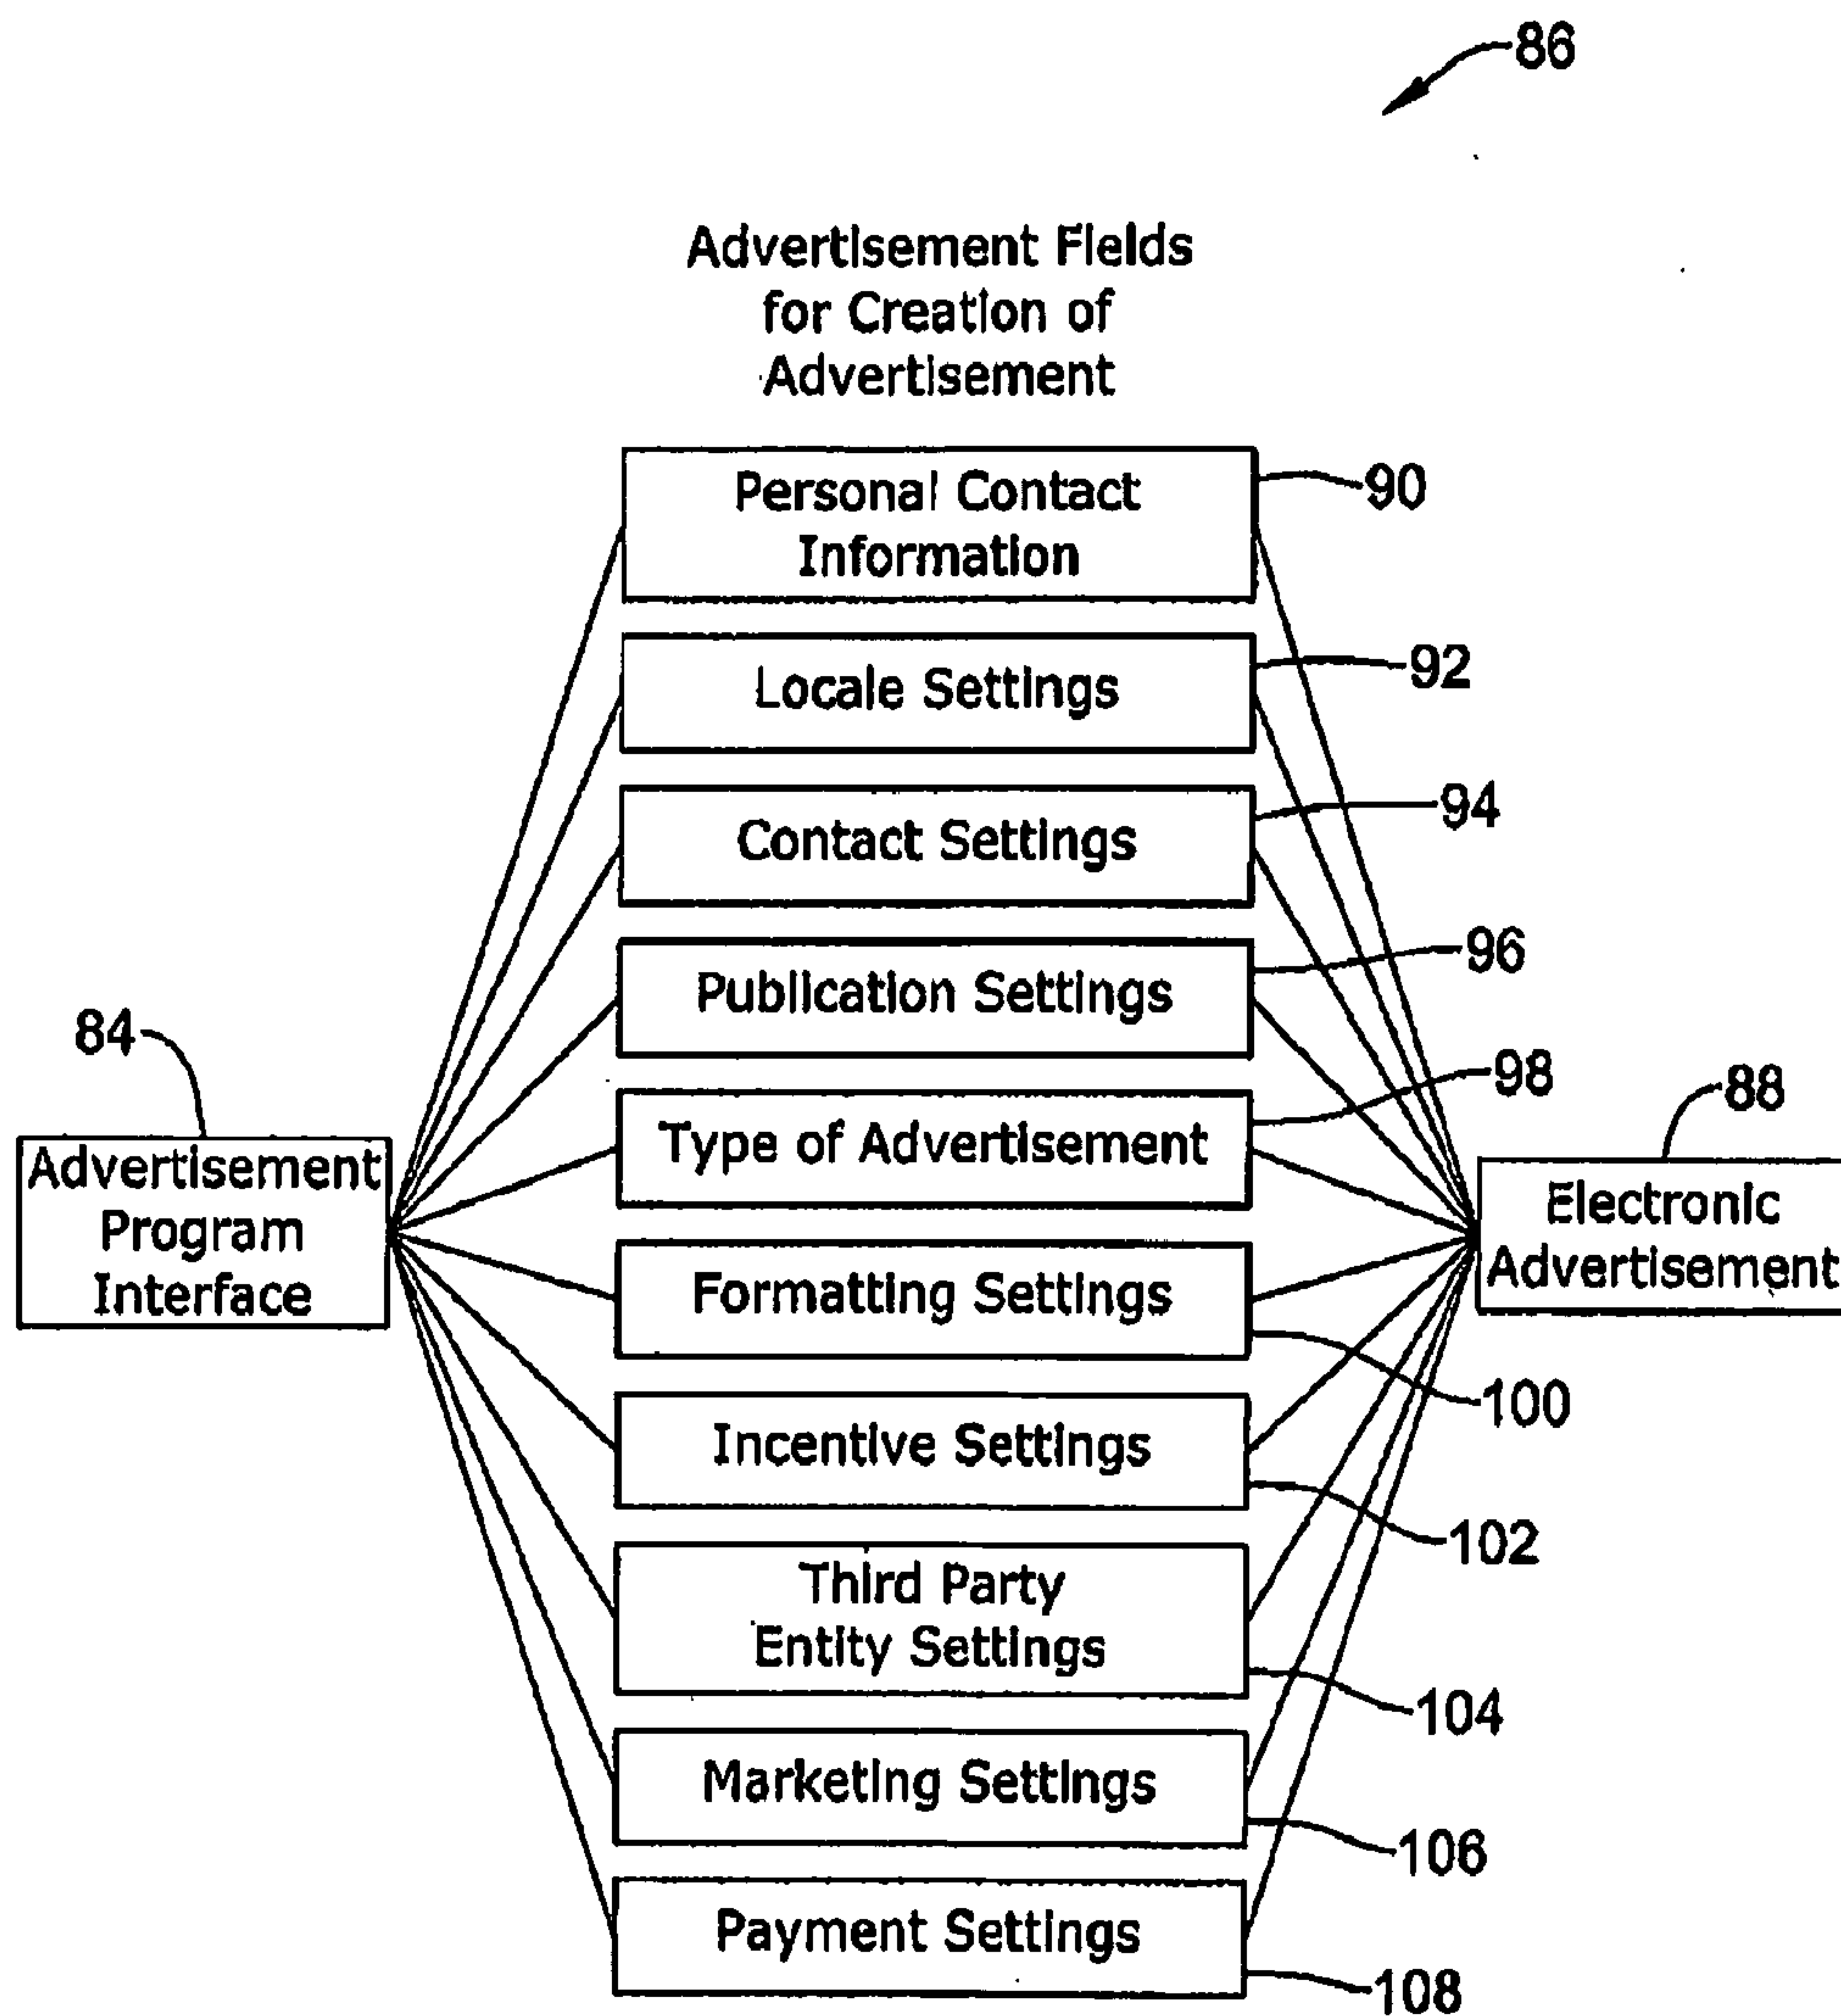 86
Advertisement Fields
for Creation of
Advertisement
Personal Contact
Information
90
Locale Settings
92
Contact Settings
94
Publication Settings
96
84
Type of Advertisement
98
88
Advertisement
Program
Interface
Electronic
Advertisement
Formatting Settings
100
Incentive Settings
102
Third Party
Entity Settings
104
Marketing Settings
106
Payment Settings
108